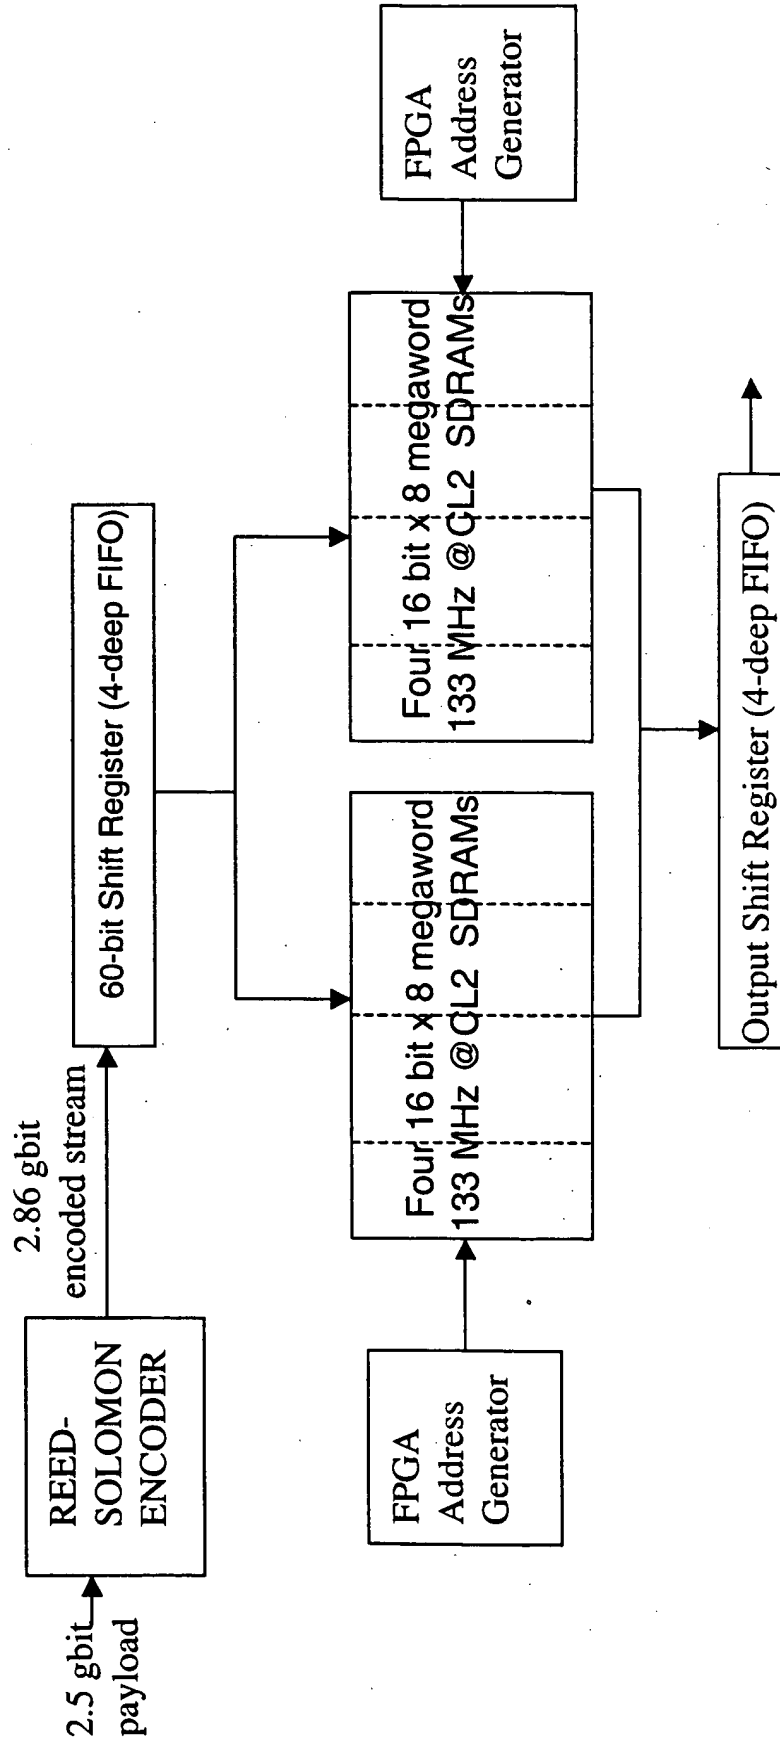 2.5 gbit
payload
REED-
SOLOMON
ENCODER
2.86 gbit
encoded stream
60-bit Shift Register (4-deep FIFO)
FPGA
Address
Generator
Four 16 bit x 8 megaword
133 MHz @CL2 SDRAMs
Four 16 bit x 8 megaword
133 MHz @CL2 SDRAMs
FPGA
Address
Generator
Output Shift Register (4-deep FIFO)